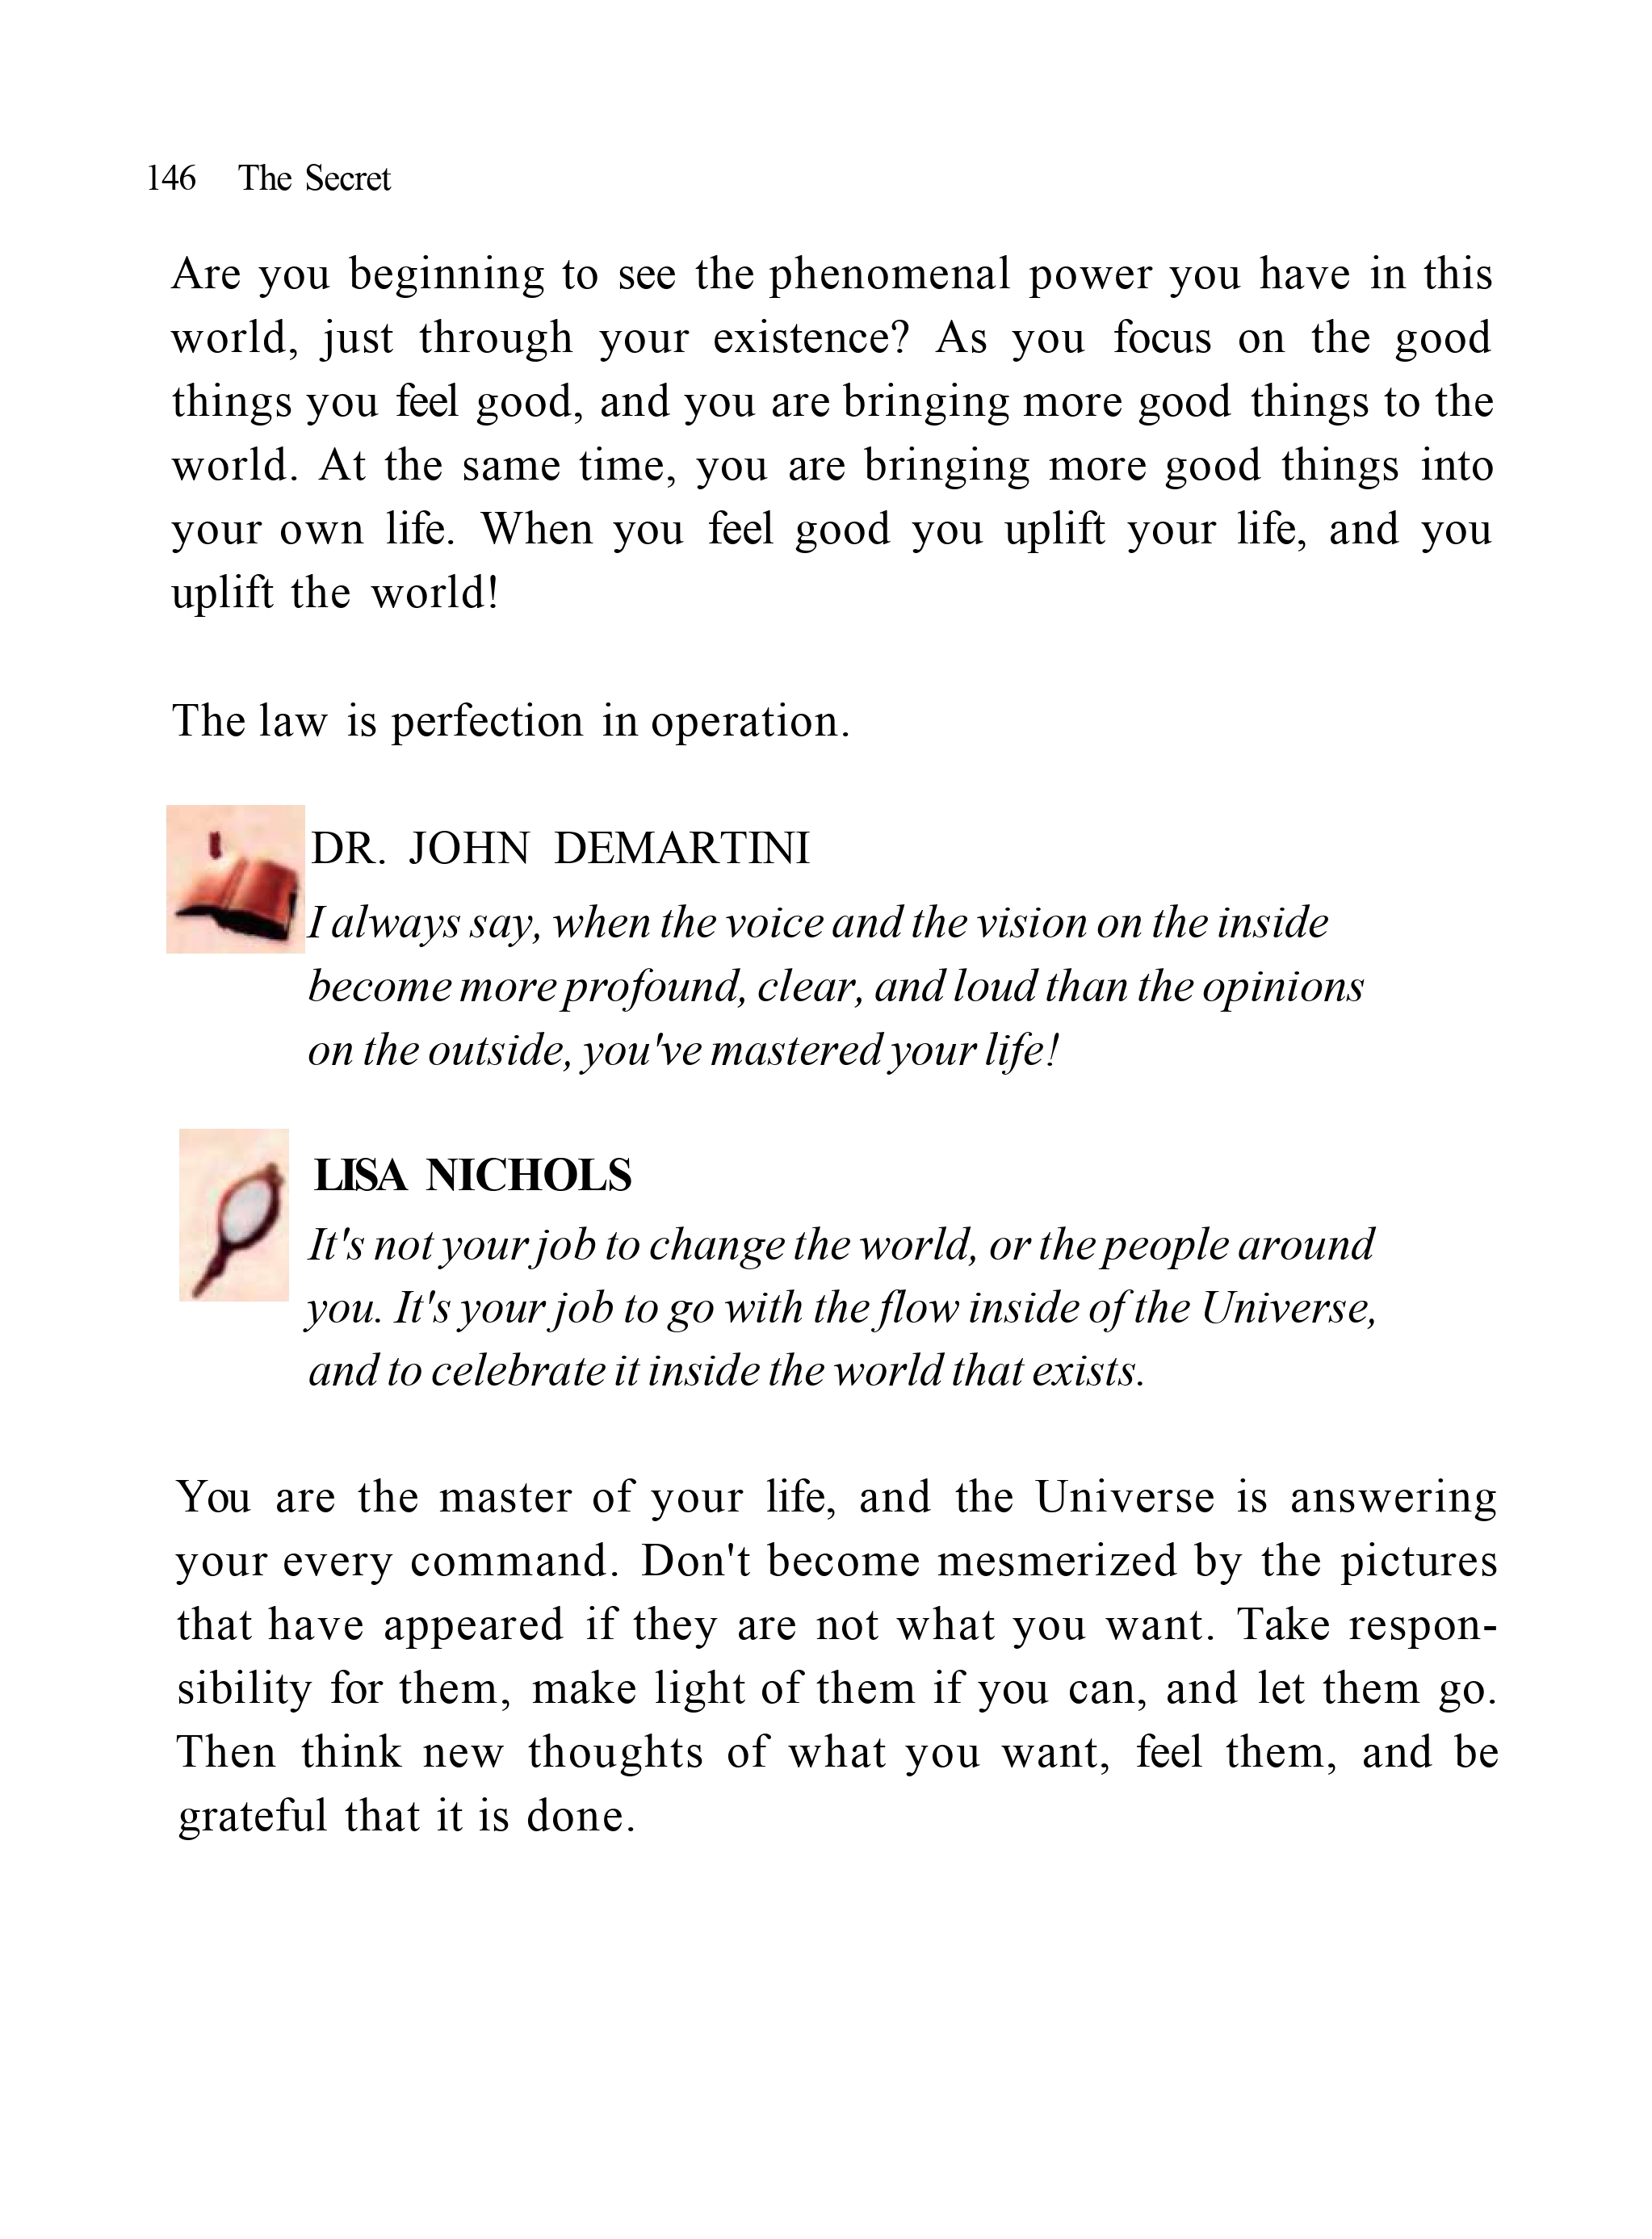 146 The Secret
Are you beginning to see the phenomenal power you have in this
world, just through your existence? As you focus on the good
things you feel good, and you are bringing more good things to the
world. At the same time, you are bringing more good things into
your own life. When you feel good you uplift your life, and you
uplift the world!
The law is perfection in operation.
DR. JOHN DEMARTINI
I always say, when the voice and the vision on the inside
become more profound, clear, and loud than the opinions
on the outside, you've mastered your life!
LISA NICHOLS
It's not your job to change the world, or the people around
you. It's your job to go with the flow inside of the Universe,
and to celebrate it inside the world that exists.
You are the master of your life, and the Universe is answering
your every command. Don't become mesmerized by the pictures
that have appeared if they are not what you want. Take respon-
sibility for them, make light of them if you can, and let them go.
Then think new thoughts of what you want, feel them, and be
grateful that it is done.